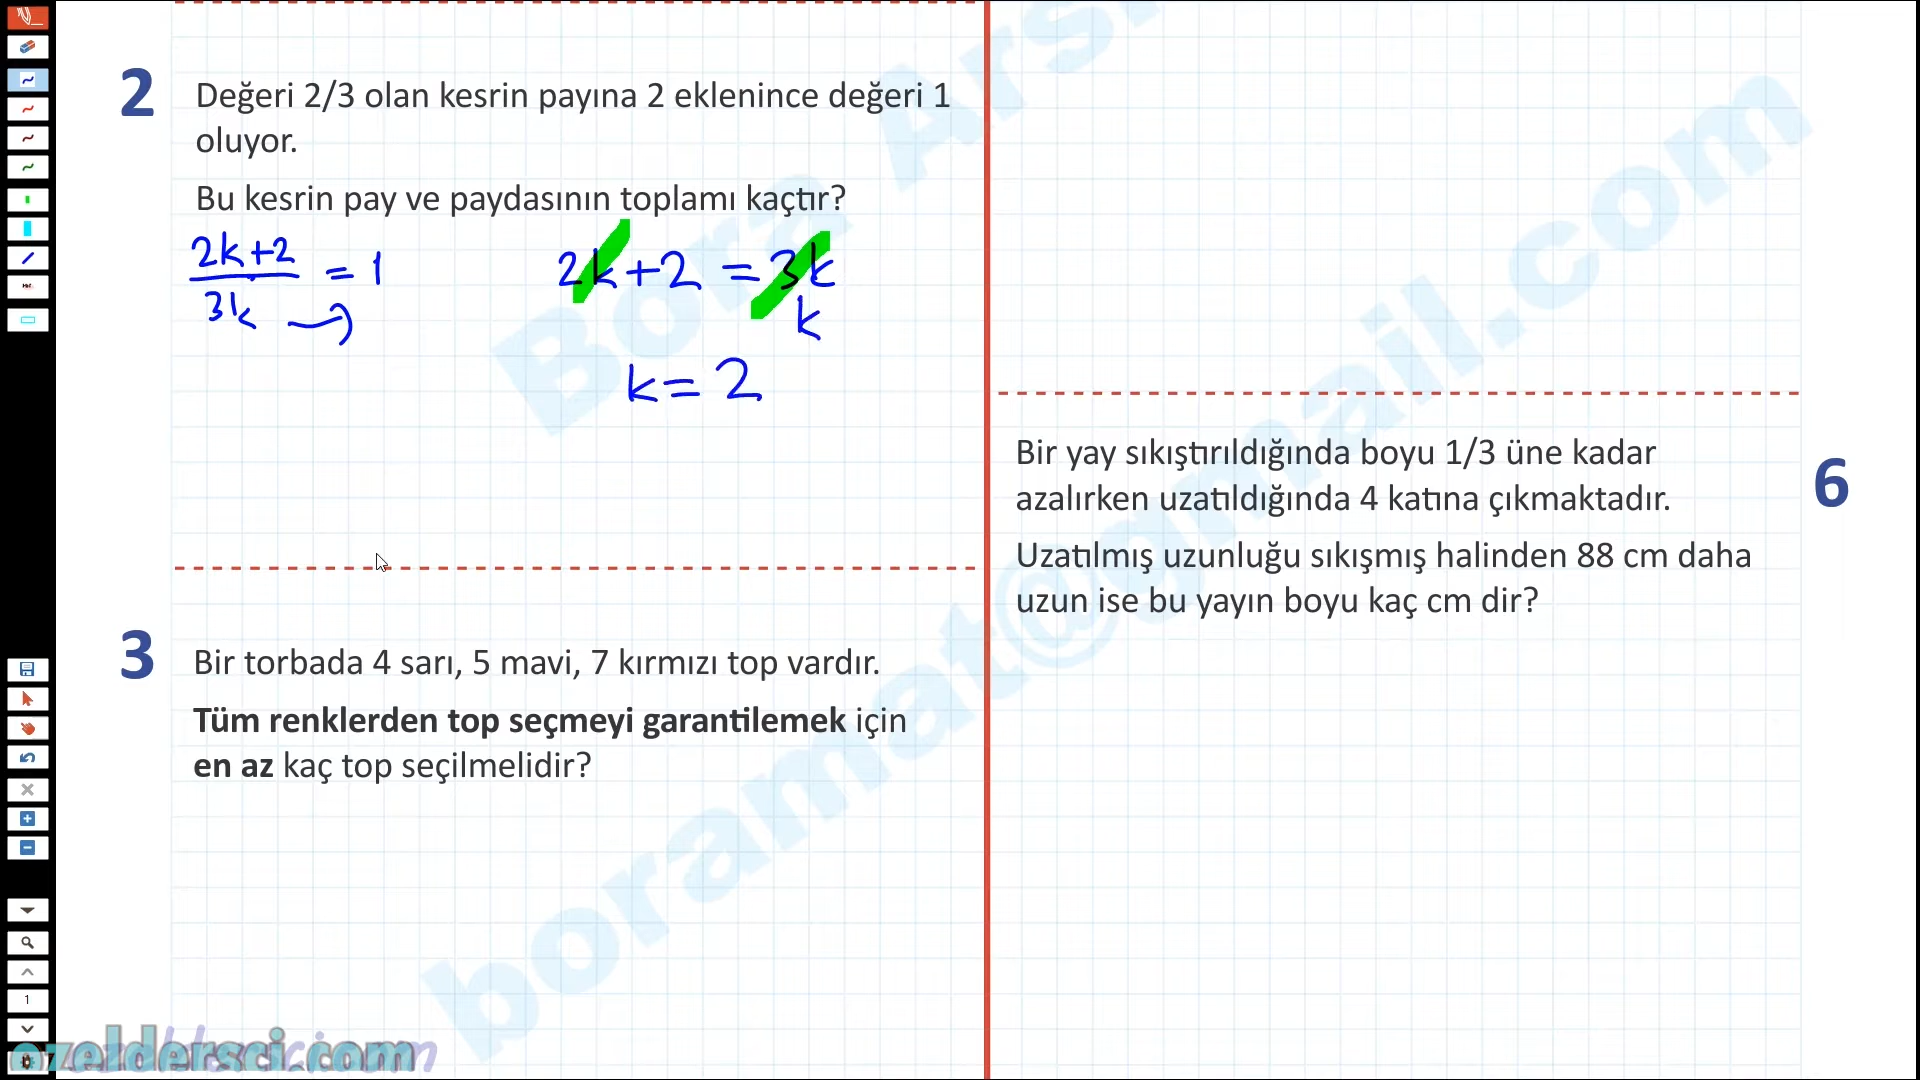 2
Değeri 2/3 olan kesrin payına 2 eklenince değeri 1
oluyor.
Bu kesrin pay ve paydasının toplamı kaçtır?
2k+2
3k
= 1
2k+2 = 3k
k
k = 2
3
Bir torbada 4 sarı, 5 mavi, 7 kırmızı top vardır.
Tüm renklerden top seçmeyi garantilemek için
en az kaç top seçilmelidir?
6
Bir yay sıkıştırıldığında boyu 1/3 üne kadar
azalırken uzatıldığında 4 katına çıkmaktadır.
Uzatılmış uzunluğu sıkışmış halinden 88 cm daha
uzun ise bu yayın boyu kaç cm dir?
Bora Ars
boramat@gmail.com
1
ozeldersci.com